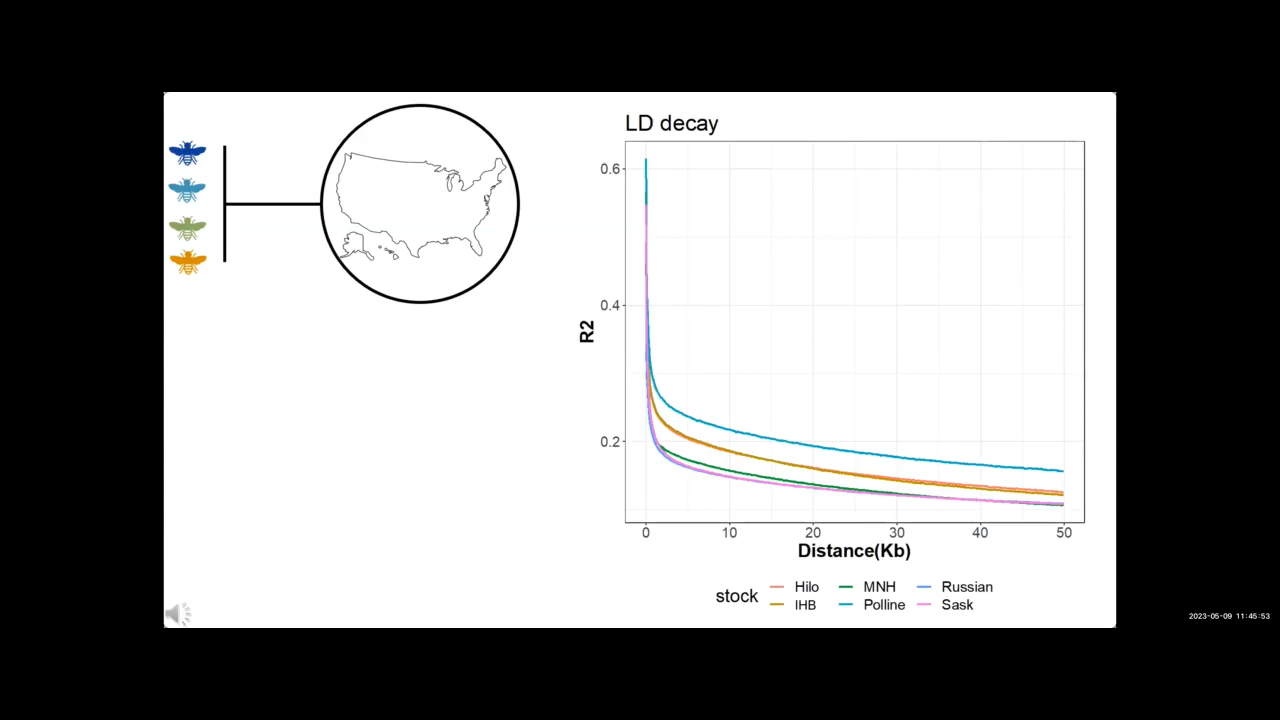 LD decay
0.6
0.4
0.2
R2
0 10 20 30 40 50
Distance(Kb)
stock
Hilo MNH Russian
IHB Polline Sask
2023-05-09 11:45:53